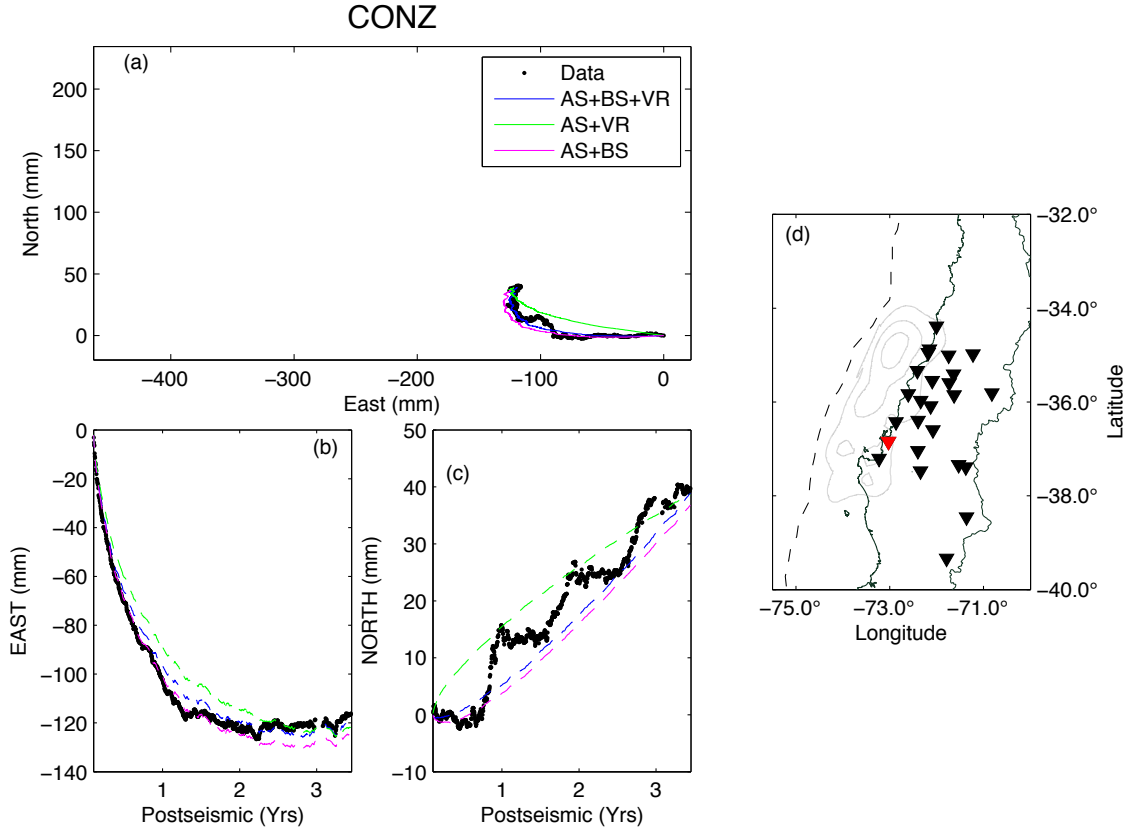 CONZ
(a)
Data
AS+BS+VR
AS+VR
AS+BS
200
150
100
50
0
North (mm)
−400
−300
−200
−100
0
East (mm)
(b)
0
−20
−40
−60
−80
−100
−120
−140
EAST (mm)
1
2
3
Postseismic (Yrs)
(c)
50
40
30
20
10
0
−10
NORTH (mm)
1
2
3
Postseismic (Yrs)
(d)
−32.0°
−34.0°
−36.0°
−38.0°
−40.0°
Latitude
−75.0°
−73.0°
−71.0°
Longitude